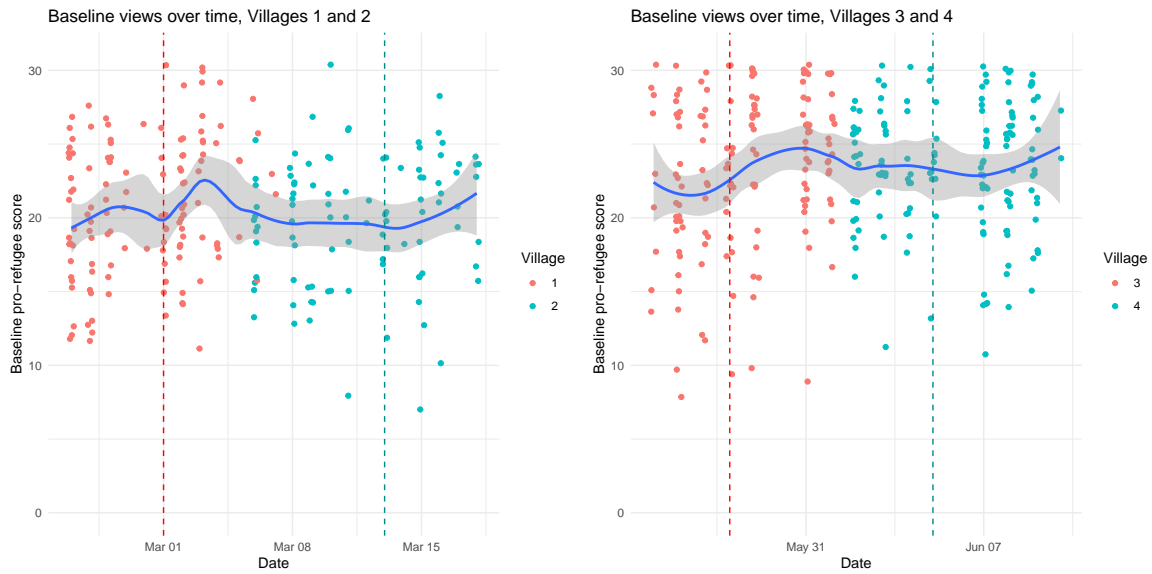 Baseline views over time, Villages 1 and 2
Baseline pro−refugee score
30
20
10
0
Mar 01
Mar 08
Mar 15
Date
Village
1
2
Baseline views over time, Villages 3 and 4
Baseline pro−refugee score
30
20
10
0
May 31
Jun 07
Date
Village
3
4